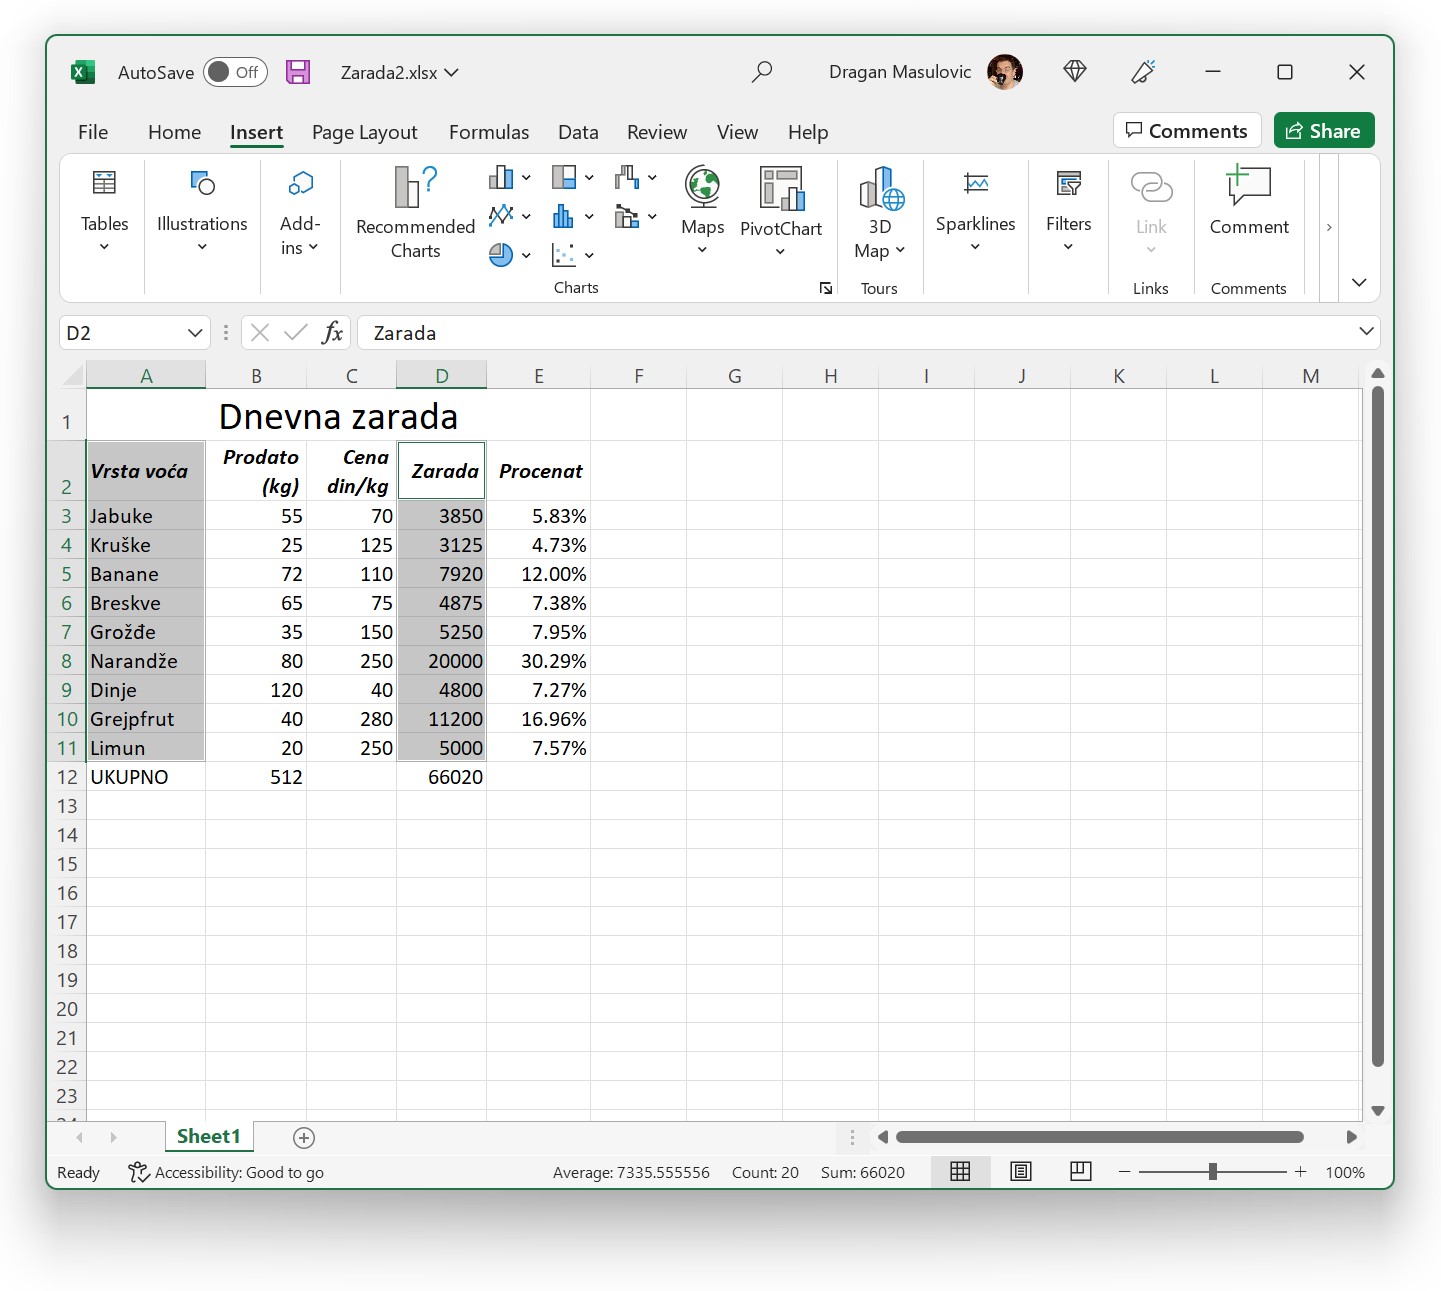 AutoSave Off Zarada2.xlsx Dragan Masulovic
File Home Insert Page Layout Formulas Data Review View Help Comments Share
Tables
Illustrations
Add-
ins
Recommended
Charts
Maps
PivotChart
3D
Map
Sparklines
Filters
Link
Comment
Charts Tours Links Comments
D2 fx Zarada
A B C D E F G H I J K L M
1 Dnevna zarada
2 Vrsta voća Prodato (kg) Cena din/kg Zarada Procenat
3 Jabuke 55 70 3850 5.83%
4 Kruške 25 125 3125 4.73%
5 Banane 72 110 7920 12.00%
6 Breskve 65 75 4875 7.38%
7 Grožđe 35 150 5250 7.95%
8 Narandže 80 250 20000 30.29%
9 Dinje 120 40 4800 7.27%
10 Grejpfrut 40 280 11200 16.96%
11 Limun 20 250 5000 7.57%
12 UKUPNO 512 66020
13
14
15
16
17
18
19
20
21
22
23
Sheet1
Ready Accessibility: Good to go Average: 7335.555556 Count: 20 Sum: 66020 100%